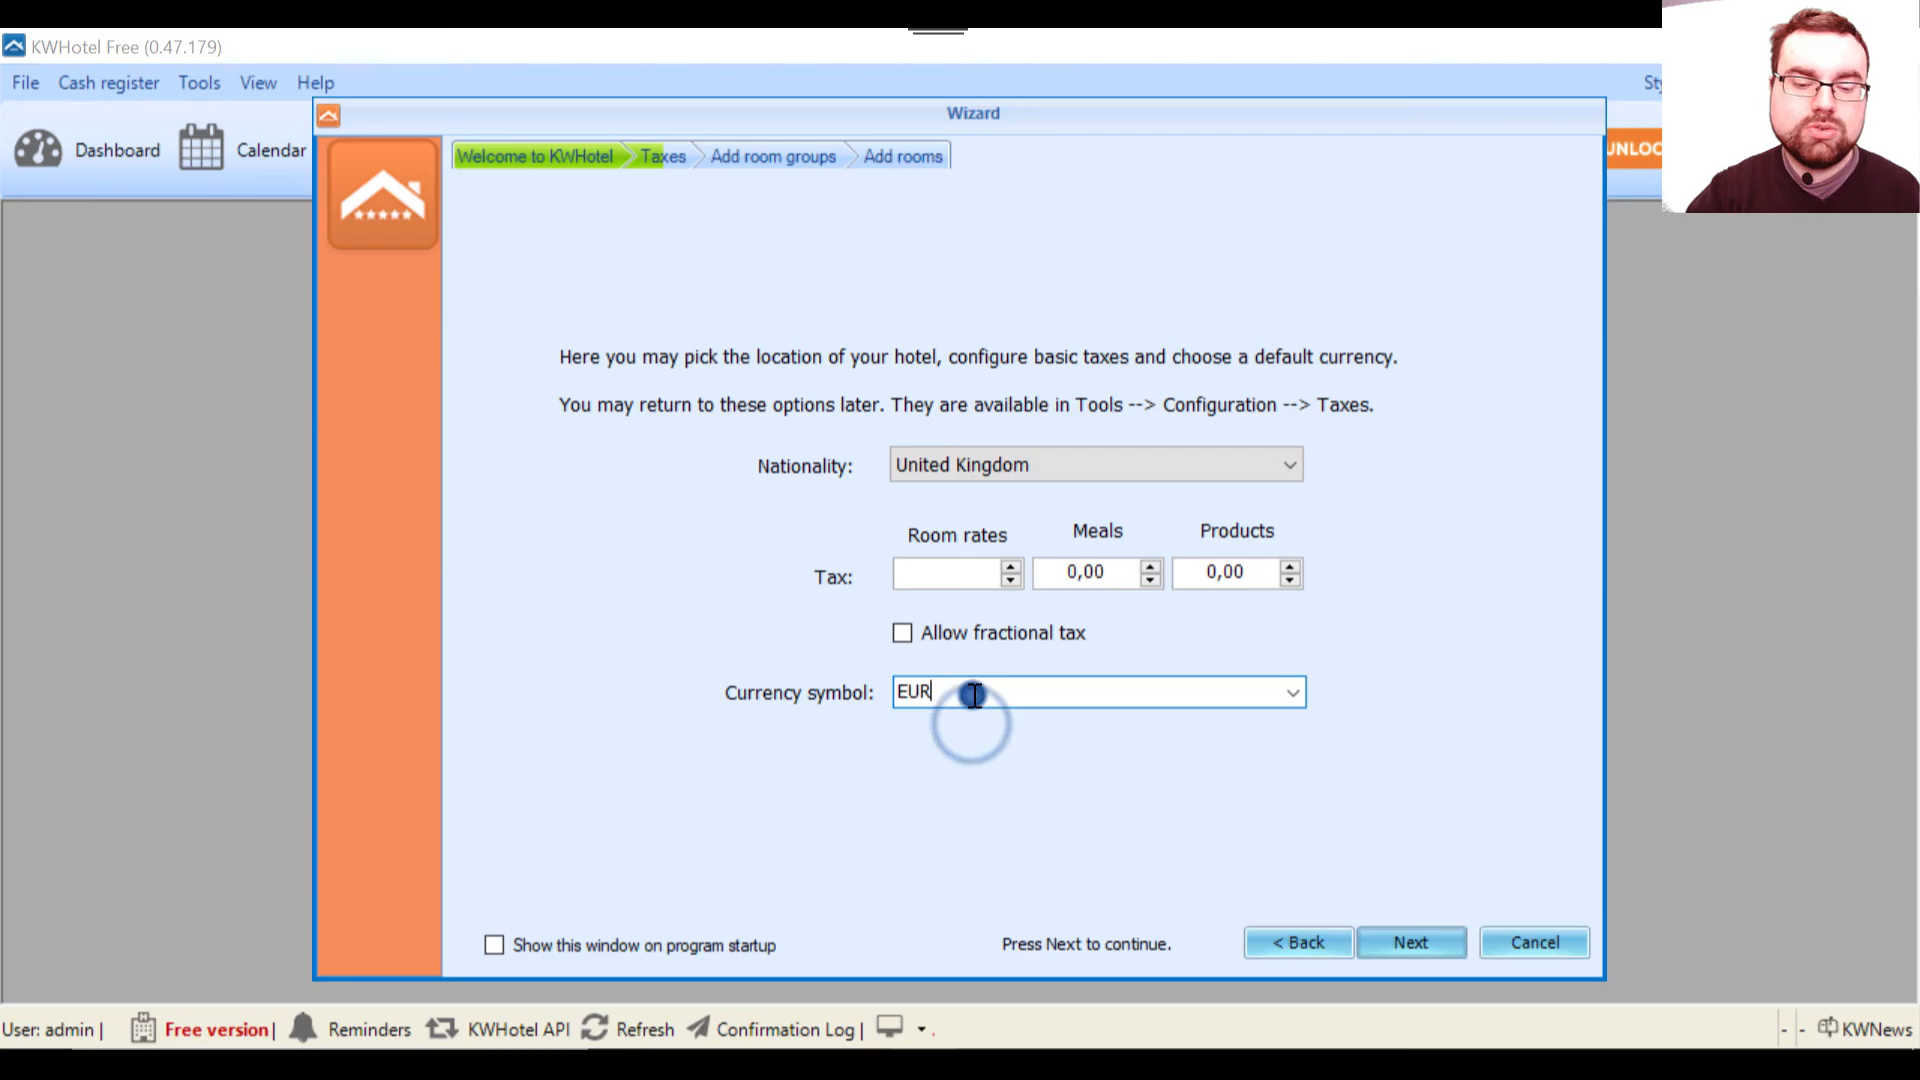 KWHotel Free (0.47.179)
File Cash register Tools View Help
Dashboard
Calendar
Wizard
Welcome to KWHotel Taxes Add room groups Add rooms
Here you may pick the location of your hotel, configure basic taxes and choose a default currency.
You may return to these options later. They are available in Tools --> Configuration --> Taxes.
Nationality: United Kingdom
Room rates Meals Products
Tax: 0,00 0,00
Allow fractional tax
Currency symbol: EUR
Show this window on program startup
Press Next to continue.
< Back Next Cancel
User: admin | Free version | Reminders KWHotel API Refresh Confirmation Log | . - - KWNews